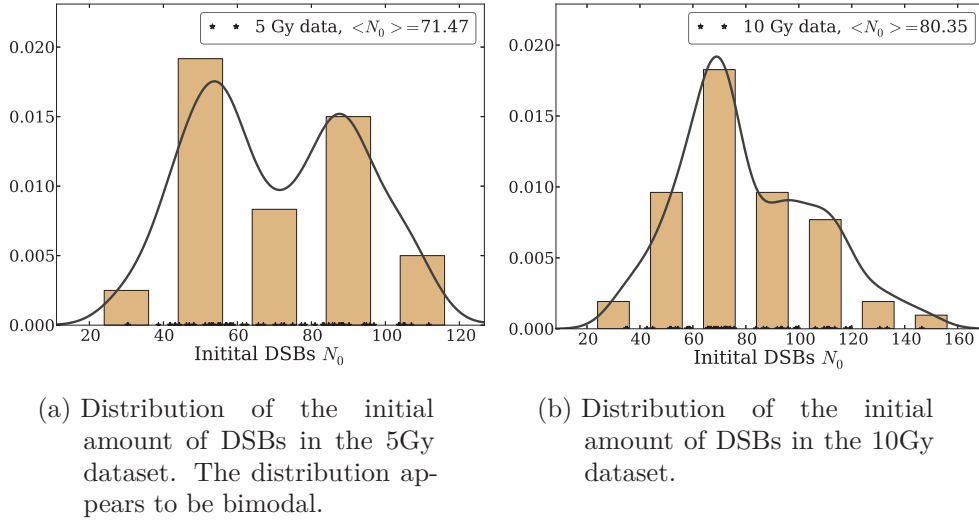 5 Gy data, <N₀>=71.47
0.020
0.015
0.010
0.005
0.000
20 40 60 80 100 120
Initital DSBs N₀
10 Gy data, <N₀>=80.35
0.020
0.015
0.010
0.005
0.000
20 40 60 80 100 120 140 160
Initital DSBs N₀
(a) Distribution of the initial
amount of DSBs in the 5Gy
dataset. The distribution ap-
pears to be bimodal.
(b) Distribution of the initial
amount of DSBs in the 10Gy
dataset.